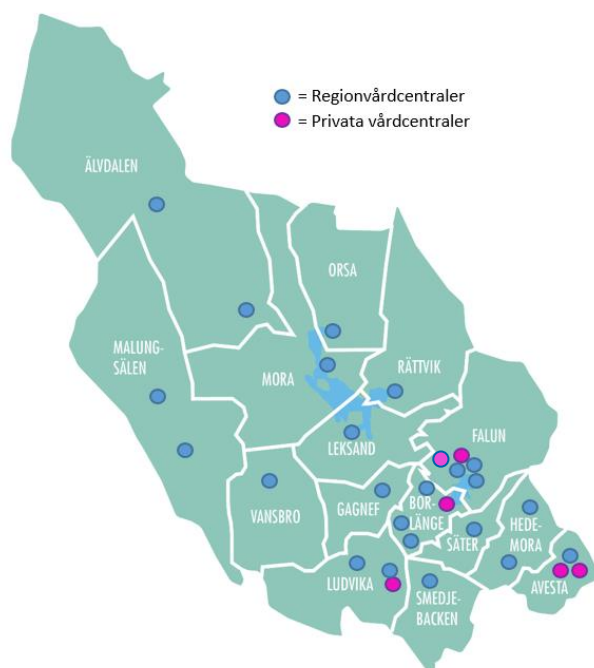 = Regionvårdcentraler
= Privata vårdcentraler
ÄLVDALEN
ORSA
MALUNG-
SÄLEN
MORA
RÄTTVIK
FALUN
LEKSAND
VANSBRO
GAGNEF
BOR-
LÄNGE
SÄTER
HEDE-
MORA
LUDVIKA
SMEDJE-
BACKEN
AVESTA